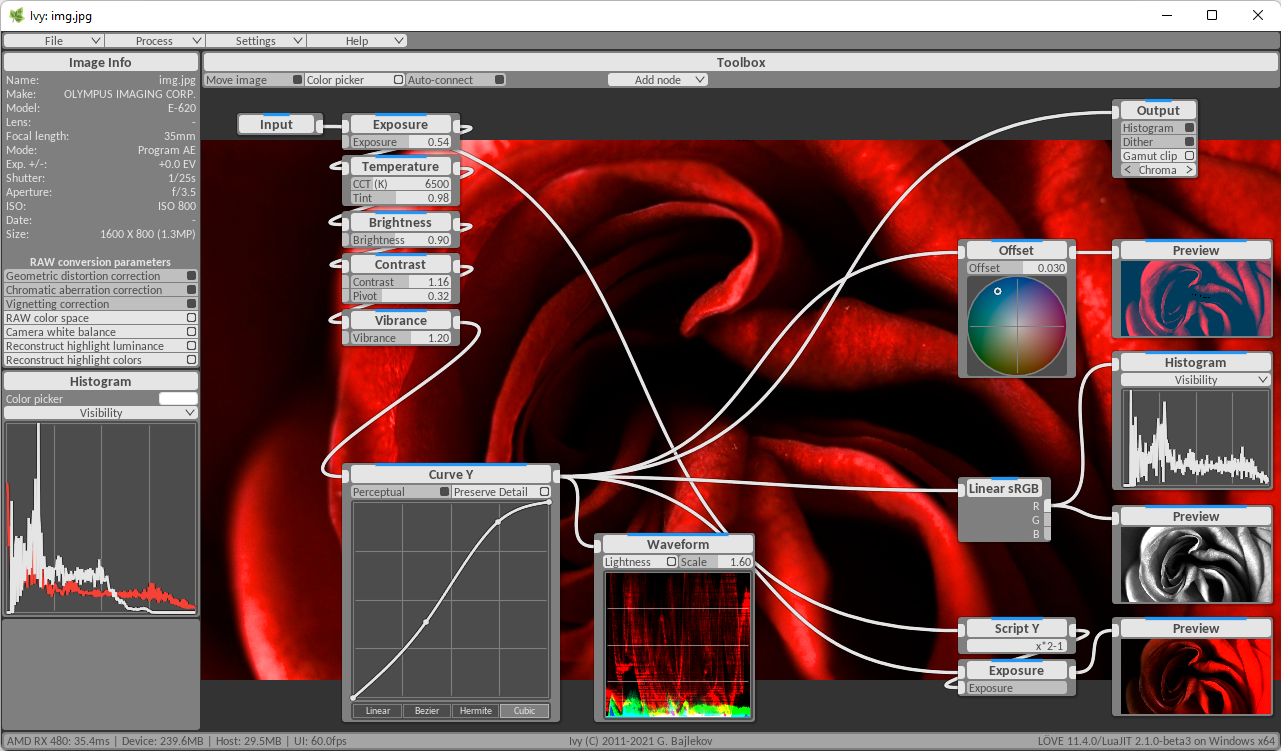 Ivy: img.jpg
File Process Settings Help
Image Info
Toolbox
Move image Color picker Auto-connect Add node
Name: img.jpg
Make: OLYMPUS IMAGING CORP.
Model: E-620
Lens: -
Focal length: 35mm
Mode: Program AE
Exp. +/-: +0.0 EV
Shutter: 1/25s
Aperture: f/3.5
ISO: ISO 800
Date: -
Size: 1600 X 800 (1.3MP)
RAW conversion parameters
Geometric distortion correction
Chromatic aberration correction
Vignetting correction
RAW color space
Camera white balance
Reconstruct highlight luminance
Reconstruct highlight colors
Histogram
Color picker
Visibility
Input
Exposure
Exposure 0.54
Temperature
CCT (K) 6500
Tint 0.98
Brightness
Brightness 0.90
Contrast
Contrast 1.16
Pivot 0.32
Vibrance
Vibrance 1.20
Curve Y
Perceptual Preserve Detail
Linear Bezier Hermite Cubic
Waveform
Lightness Scale 1.60
Output
Histogram
Dither
Gamut clip
< Chroma >
Offset
Offset 0.030
Preview
Histogram
Visibility
Linear sRGB
R
G
B
Preview
Script Y
x*2-1
Exposure
Exposure
Preview
AMD RX 480: 35.4ms | Device: 239.6MB | Host: 29.5MB | UI: 60.0fps
Ivy (C) 2011-2021 G. Bajlekov
LÖVE 11.4.0/LuaJIT 2.1.0-beta3 on Windows x64